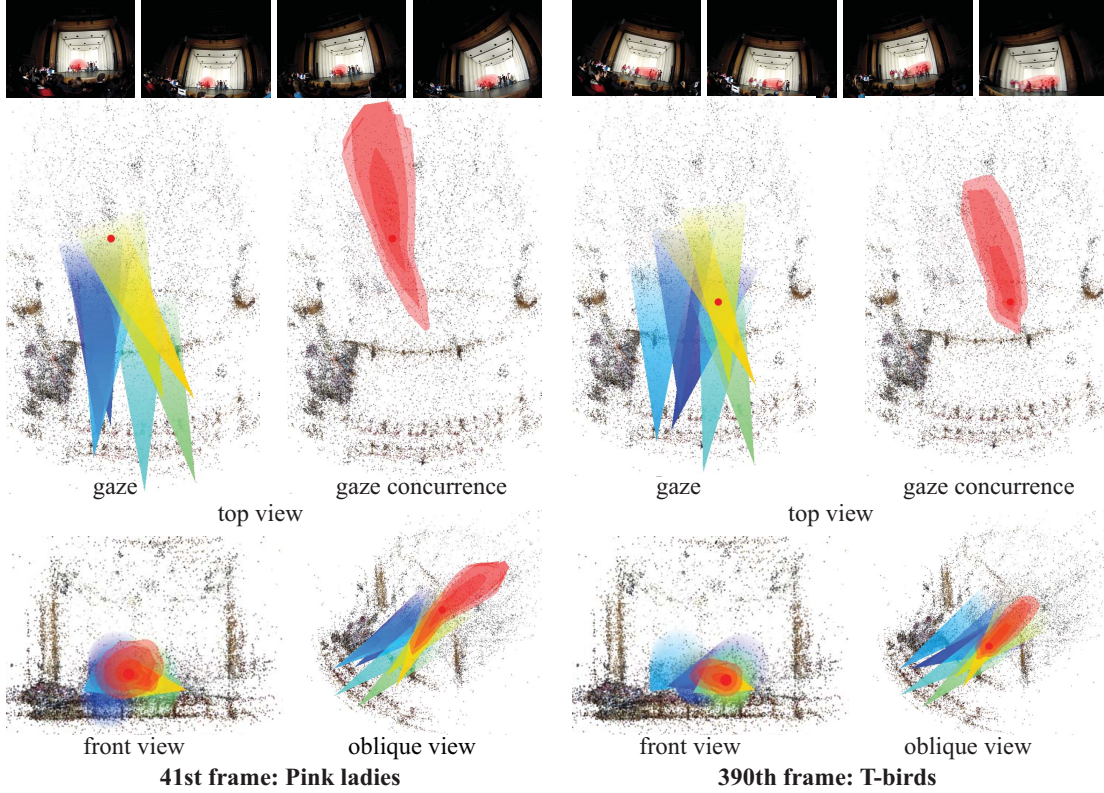 gaze
gaze concurrence
top view
gaze
gaze concurrence
top view
front view
oblique view
41st frame: Pink ladies
front view
oblique view
390th frame: T-birds